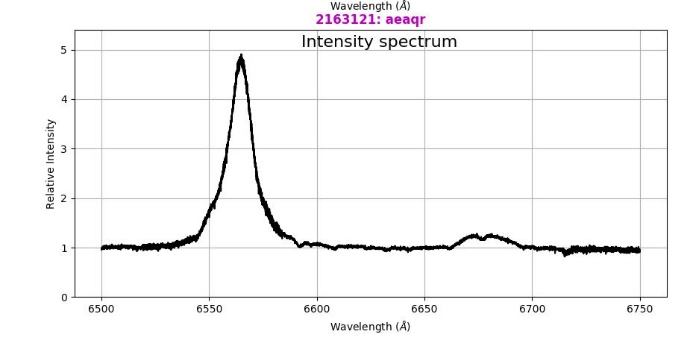 Wavelength (Å)
2163121: aeaqr
Intensity spectrum
Relative Intensity
5
4
3
2
1
0
6500 6550 6600 6650 6700 6750
Wavelength (Å)